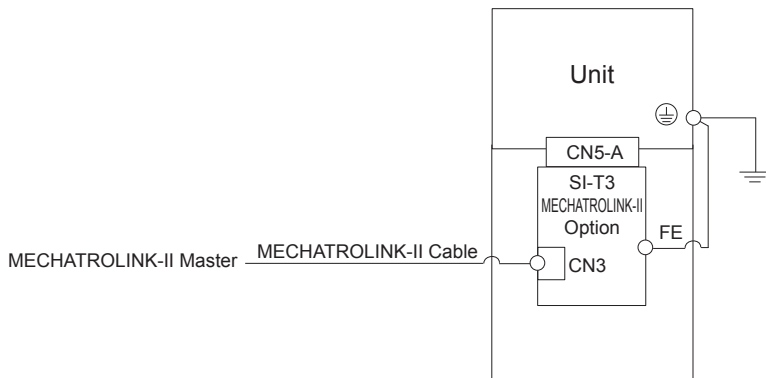 Unit
CN5-A
SI-T3
MECHATROLINK-II
Option
FE
CN3
MECHATROLINK-II Cable
MECHATROLINK-II Master